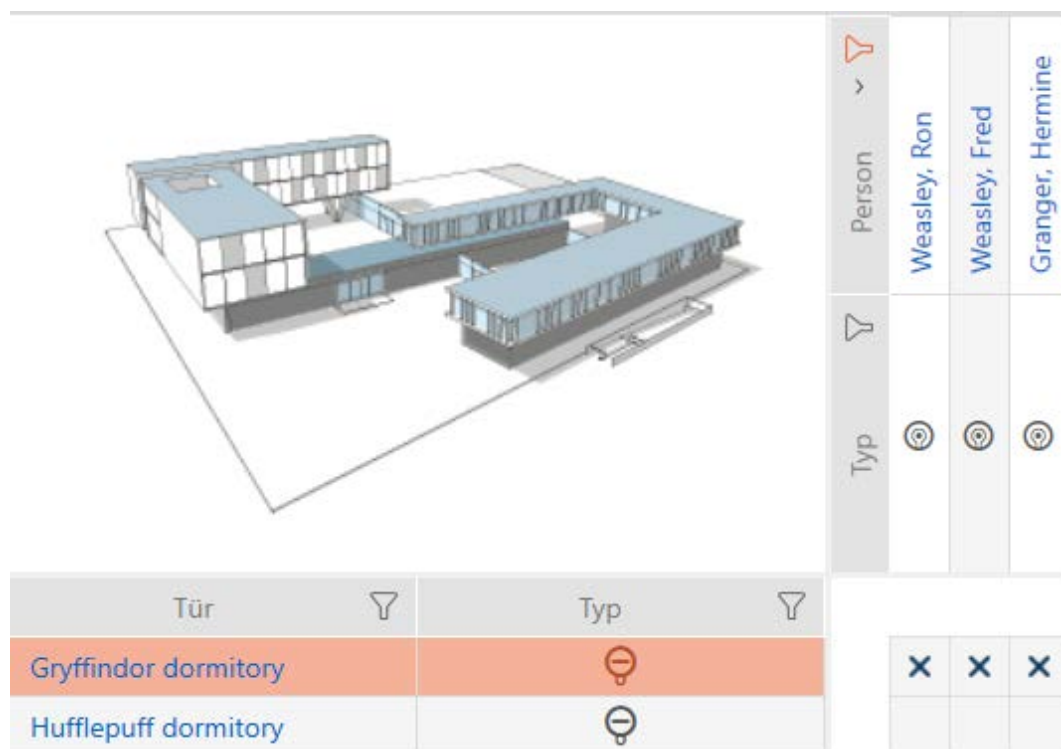 Person
Weasley, Ron
Weasley, Fred
Granger, Hermine
Typ
Tür
Typ
Gryffindor dormitory
Hufflepuff dormitory